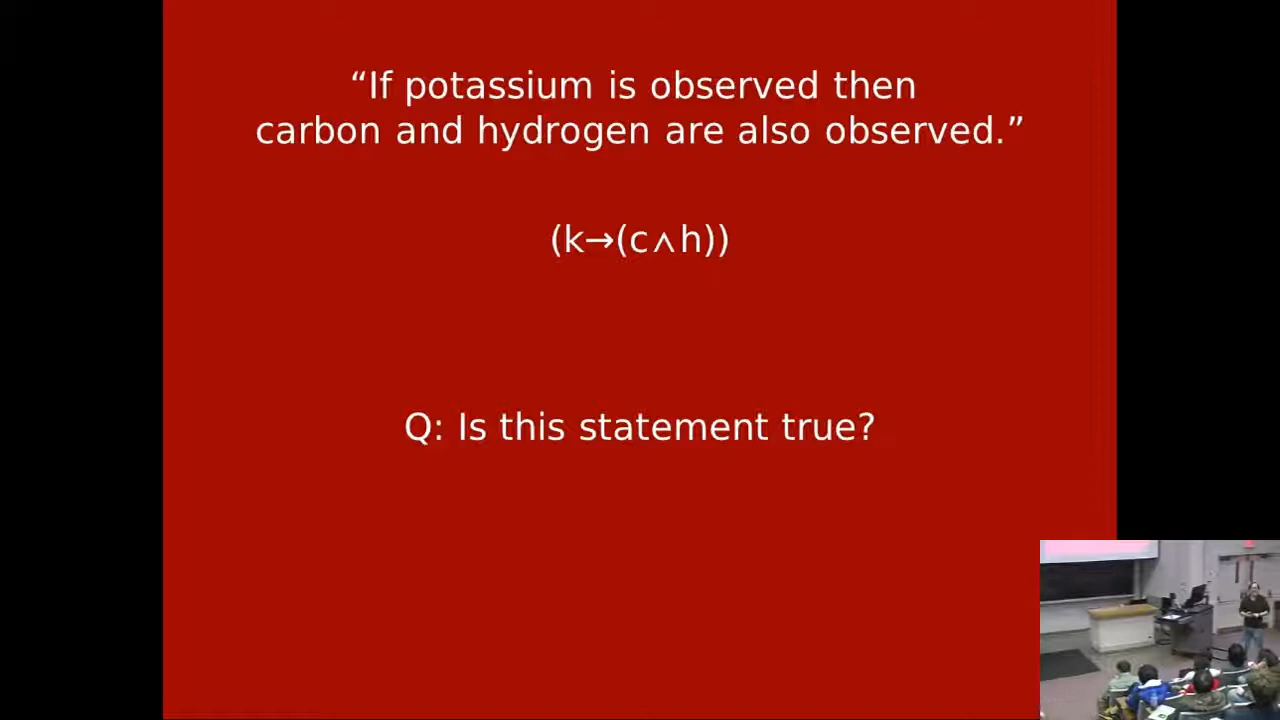 “If potassium is observed then
carbon and hydrogen are also observed.”
(k→(c∧h))
Q: Is this statement true?